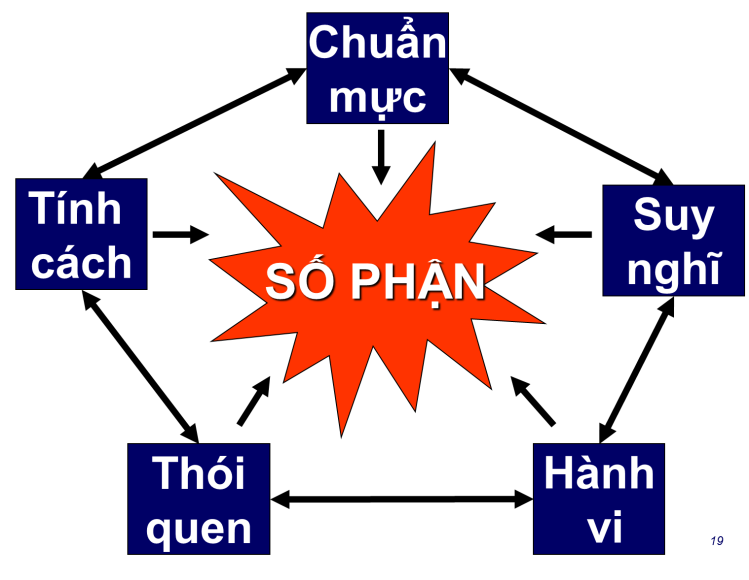 Chuẩn
mực
Tính
cách
Suy
nghĩ
SỐ PHẬN
Thói
quen
Hành
vi
19